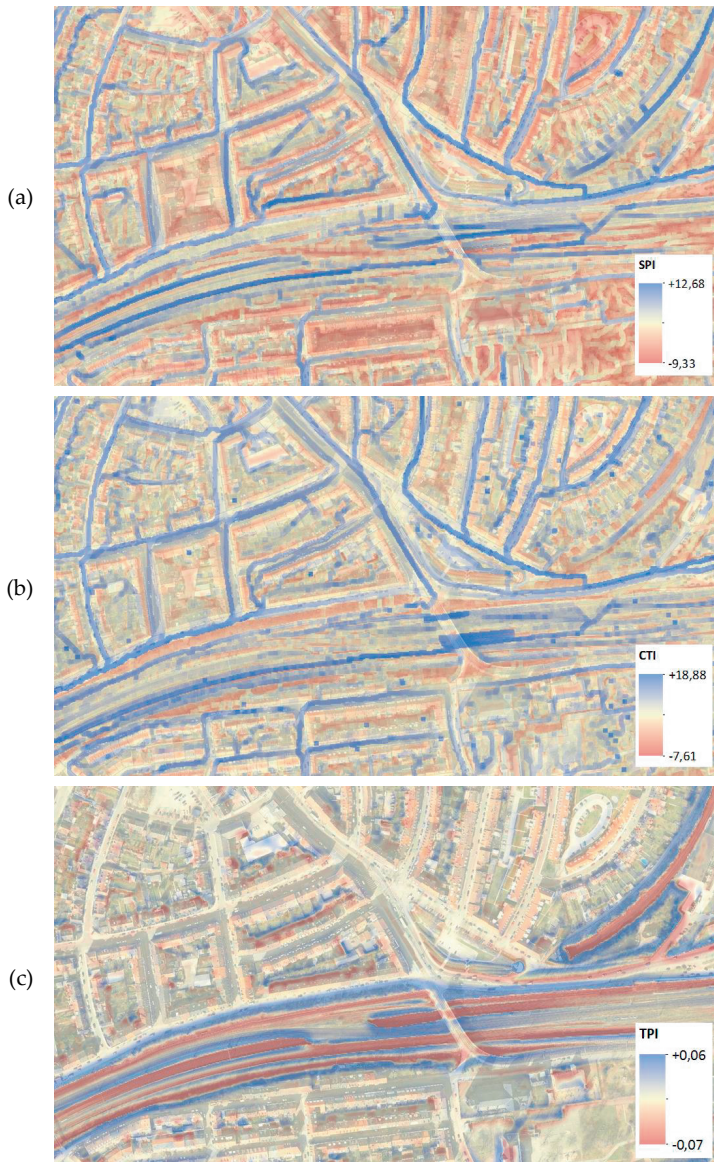 (a)
SPI
+12,68
-9,33
(b)
CTI
+18,88
-7,61
(c)
TPI
+0,06
-0,07